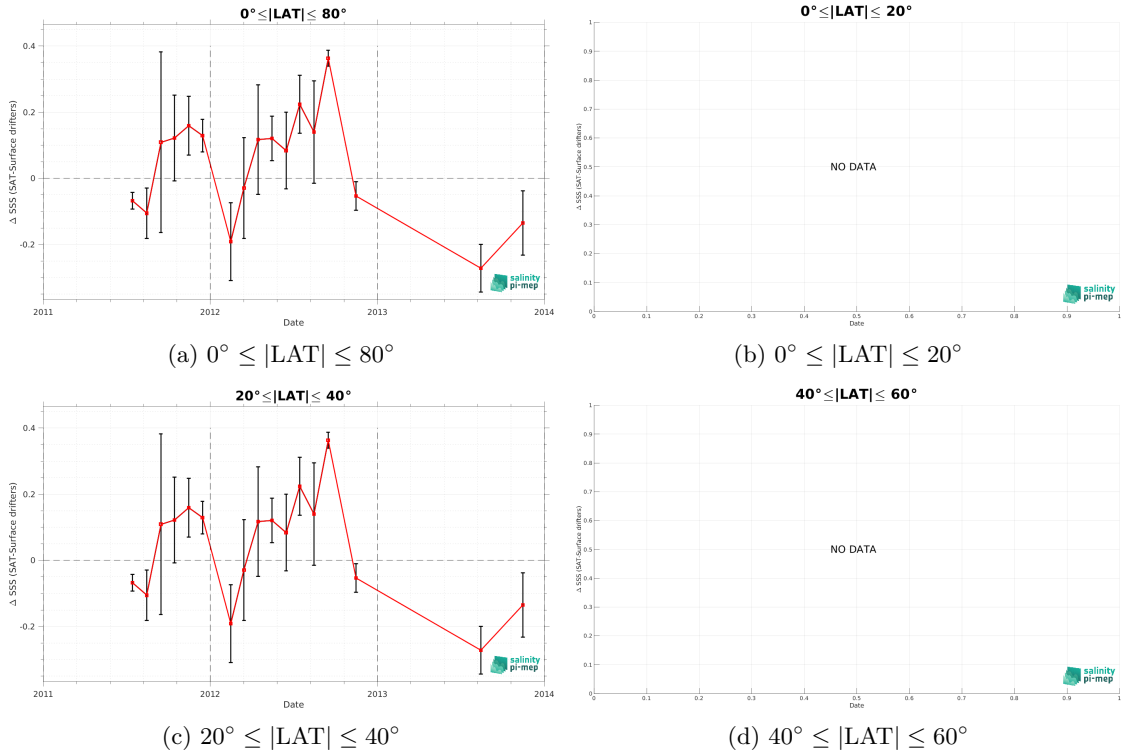 0°≤|LAT|≤ 80°
Δ SSS (SAT-Surface drifters)
0.4
0.2
0
-0.2
2011
2012
2013
2014
Date
salinity
pi-mep
(a) 0° ≤ |LAT| ≤ 80°
0°≤|LAT|≤ 20°
Δ SSS (SAT-Surface drifters)
1
0.9
0.8
0.7
0.6
0.5
0.4
0.3
0.2
0.1
0
NO DATA
0
0.1
0.2
0.3
0.4
0.5
0.6
0.7
0.8
0.9
1
Date
salinity
pi-mep
(b) 0° ≤ |LAT| ≤ 20°
20°≤|LAT|≤ 40°
Δ SSS (SAT-Surface drifters)
0.4
0.2
0
-0.2
2011
2012
2013
2014
Date
salinity
pi-mep
(c) 20° ≤ |LAT| ≤ 40°
40°≤|LAT|≤ 60°
Δ SSS (SAT-Surface drifters)
1
0.9
0.8
0.7
0.6
0.5
0.4
0.3
0.2
0.1
0
NO DATA
0
0.1
0.2
0.3
0.4
0.5
0.6
0.7
0.8
0.9
1
Date
salinity
pi-mep
(d) 40° ≤ |LAT| ≤ 60°